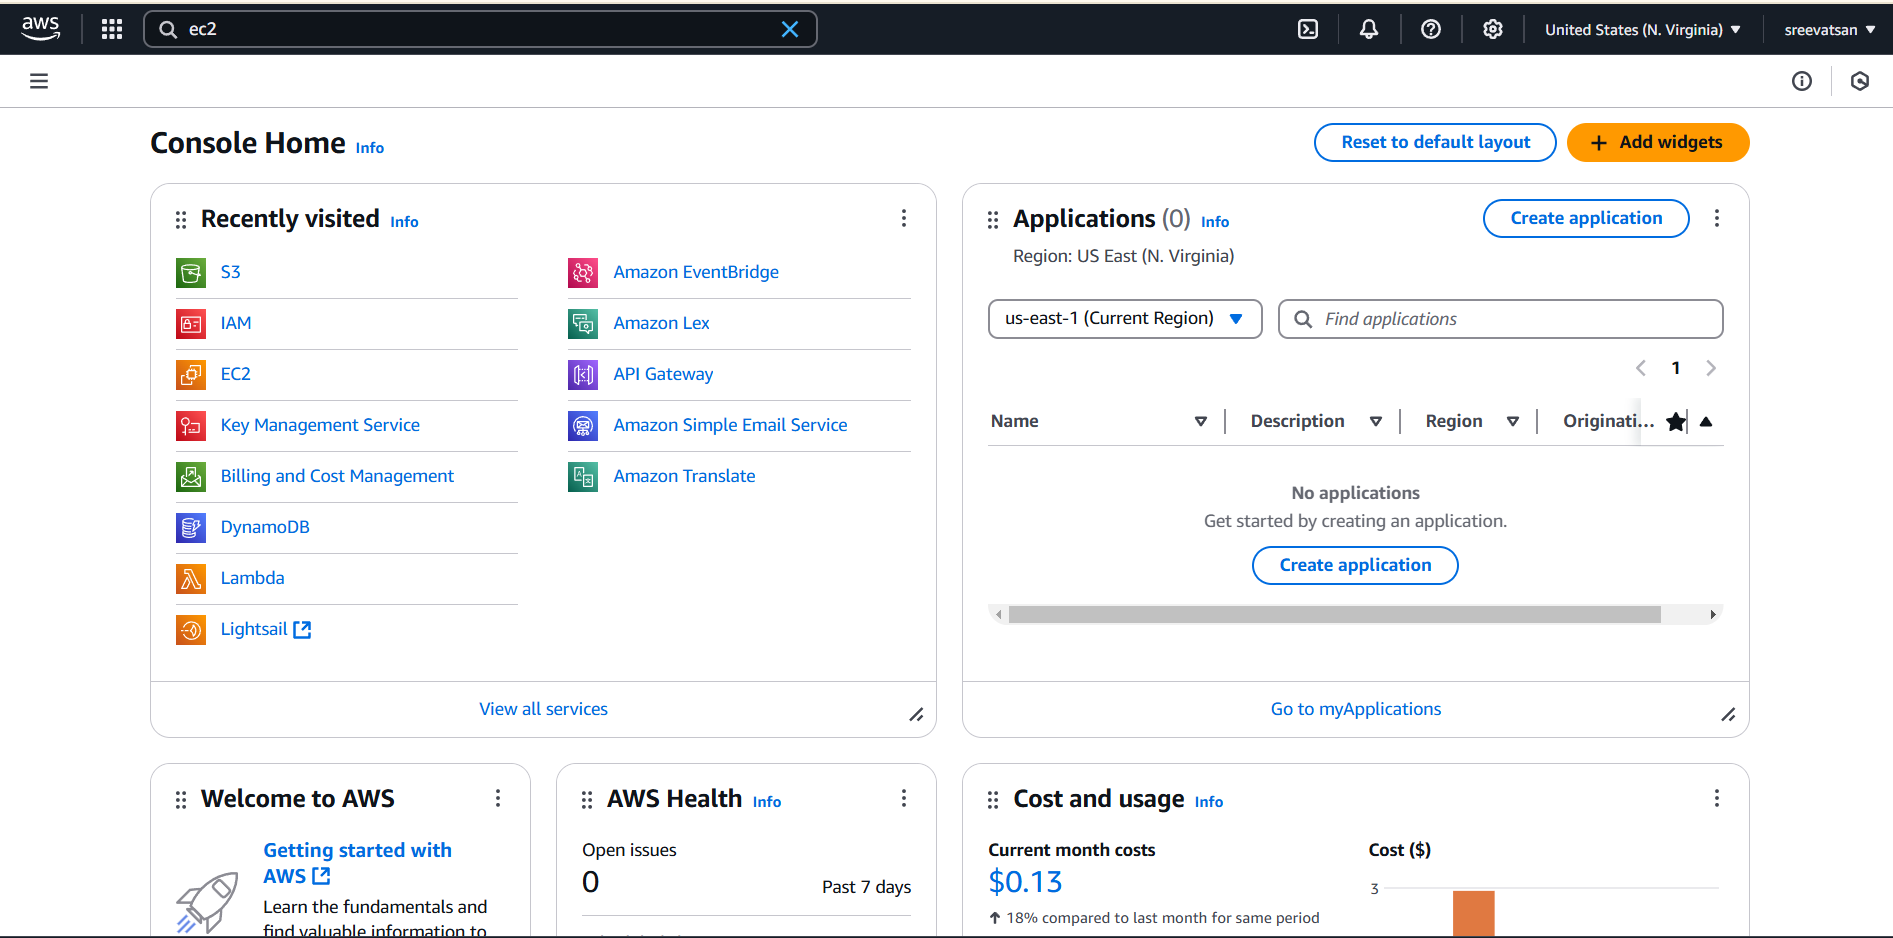 aws
ec2
United States (N. Virginia)
sreevatsan
Console Home Info
Reset to default layout
+ Add widgets
Recently visited Info
S3
IAM
EC2
Key Management Service
Billing and Cost Management
DynamoDB
Lambda
Lightsail
Amazon EventBridge
Amazon Lex
API Gateway
Amazon Simple Email Service
Amazon Translate
View all services
Applications (0) Info
Create application
Region: US East (N. Virginia)
us-east-1 (Current Region)
Find applications
1
Name Description Region Originati...
No applications
Get started by creating an application.
Create application
Go to myApplications
Welcome to AWS
Getting started with
AWS
Learn the fundamentals and
find valuable information to
AWS Health Info
Open issues
0
Past 7 days
Cost and usage Info
Current month costs
$0.13
18% compared to last month for same period
Cost ($)
3